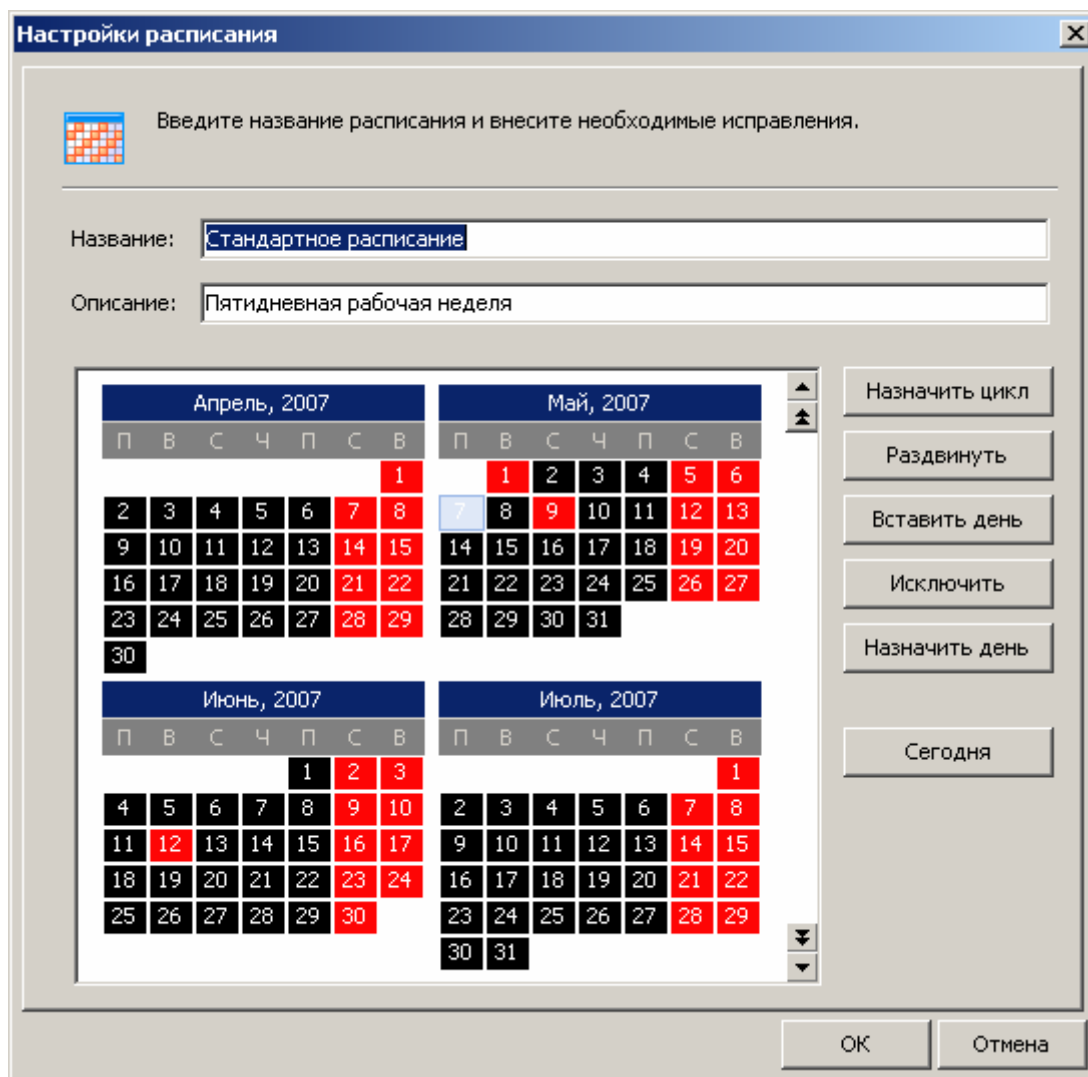 Настройки расписания
Введите название расписания и внесите необходимые исправления.
Название: Стандартное расписание
Описание: Пятидневная рабочая неделя
Апрель, 2007
П В С Ч П С В
1
2 3 4 5 6 7 8
9 10 11 12 13 14 15
16 17 18 19 20 21 22
23 24 25 26 27 28 29
30
Май, 2007
П В С Ч П С В
1 2 3 4 5 6
7 8 9 10 11 12 13
14 15 16 17 18 19 20
21 22 23 24 25 26 27
28 29 30 31
Июнь, 2007
П В С Ч П С В
1 2 3
4 5 6 7 8 9 10
11 12 13 14 15 16 17
18 19 20 21 22 23 24
25 26 27 28 29 30
Июль, 2007
П В С Ч П С В
1
2 3 4 5 6 7 8
9 10 11 12 13 14 15
16 17 18 19 20 21 22
23 24 25 26 27 28 29
30 31
Назначить цикл
Раздвинуть
Вставить день
Исключить
Назначить день
Сегодня
ОК Отмена